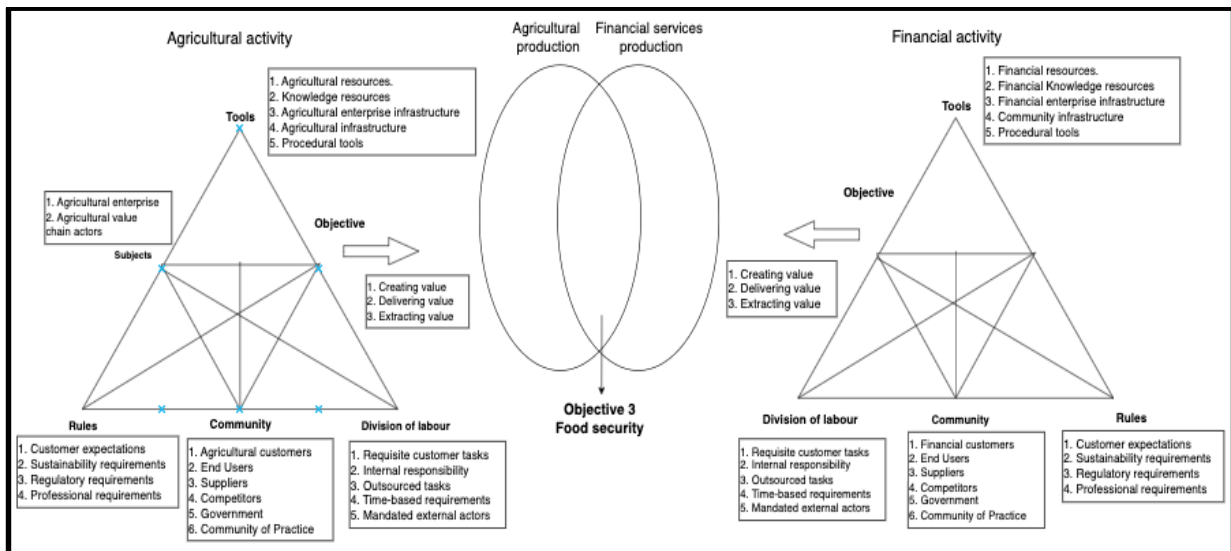 Agricultural activity
Agricultural
production
Financial services
production
Financial activity
1. Agricultural resources.
2. Knowledge resources
3. Agricultural enterprise infrastructure
4. Agricultural infrastructure
5. Procedural tools
Tools
1. Agricultural enterprise
2. Agricultural value
chain actors
Subjects
Objective
1. Creating value
2. Delivering value
3. Extracting value
Rules
1. Customer expectations
2. Sustainability requirements
3. Regulatory requirements
4. Professional requirements
Community
1. Agricultural customers
2. End Users
3. Suppliers
4. Competitors
5. Government
6. Community of Practice
Division of labour
1. Requisite customer tasks
2. Internal responsibility
3. Outsourced tasks
4. Time-based requirements
5. Mandated external actors
Objective 3
Food security
1. Financial resources.
2. Financial Knowledge resources
3. Financial enterprise infrastructure
4. Community infrastructure
5. Procedural tools
Tools
Objective
1. Creating value
2. Delivering value
3. Extracting value
Division of labour
1. Requisite customer tasks
2. Internal responsibility
3. Outsourced tasks
4. Time-based requirements
5. Mandated external actors
Community
1. Financial customers
2. End Users
3. Suppliers
4. Competitors
5. Government
6. Community of Practice
Rules
1. Customer expectations
2. Sustainability requirements
3. Regulatory requirements
4. Professional requirements